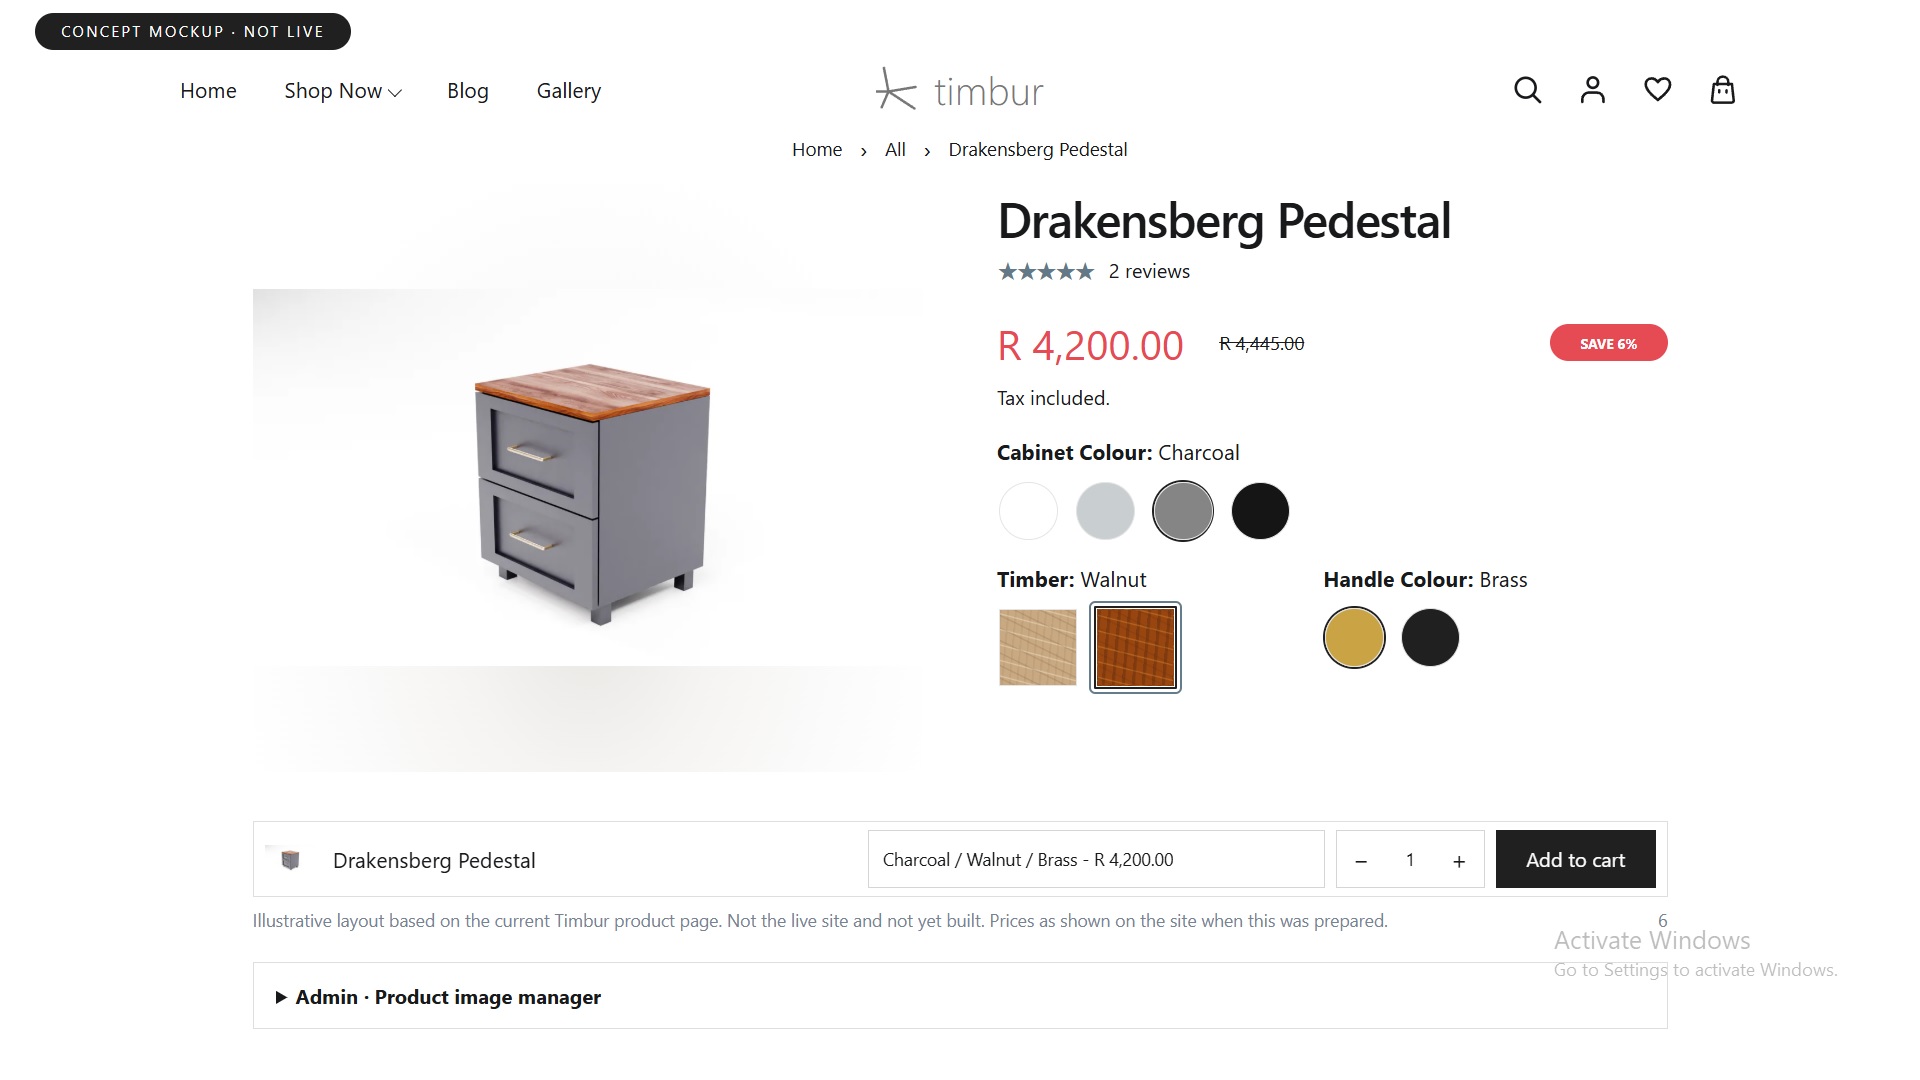 CONCEPT MOCKUP · NOT LIVE
Home Shop Now Blog Gallery
timbur
Home › All › Drakensberg Pedestal
Drakensberg Pedestal
★★★★★ 2 reviews
R 4,200.00 R 4,445.00 SAVE 6%
Tax included.
Cabinet Colour: Charcoal
Timber: Walnut
Handle Colour: Brass
Drakensberg Pedestal
Charcoal / Walnut / Brass - R 4,200.00
− 1 +
Add to cart
Illustrative layout based on the current Timbur product page. Not the live site and not yet built. Prices as shown on the site when this was prepared. 6
Activate Windows
Go to Settings to activate Windows.
Admin · Product image manager